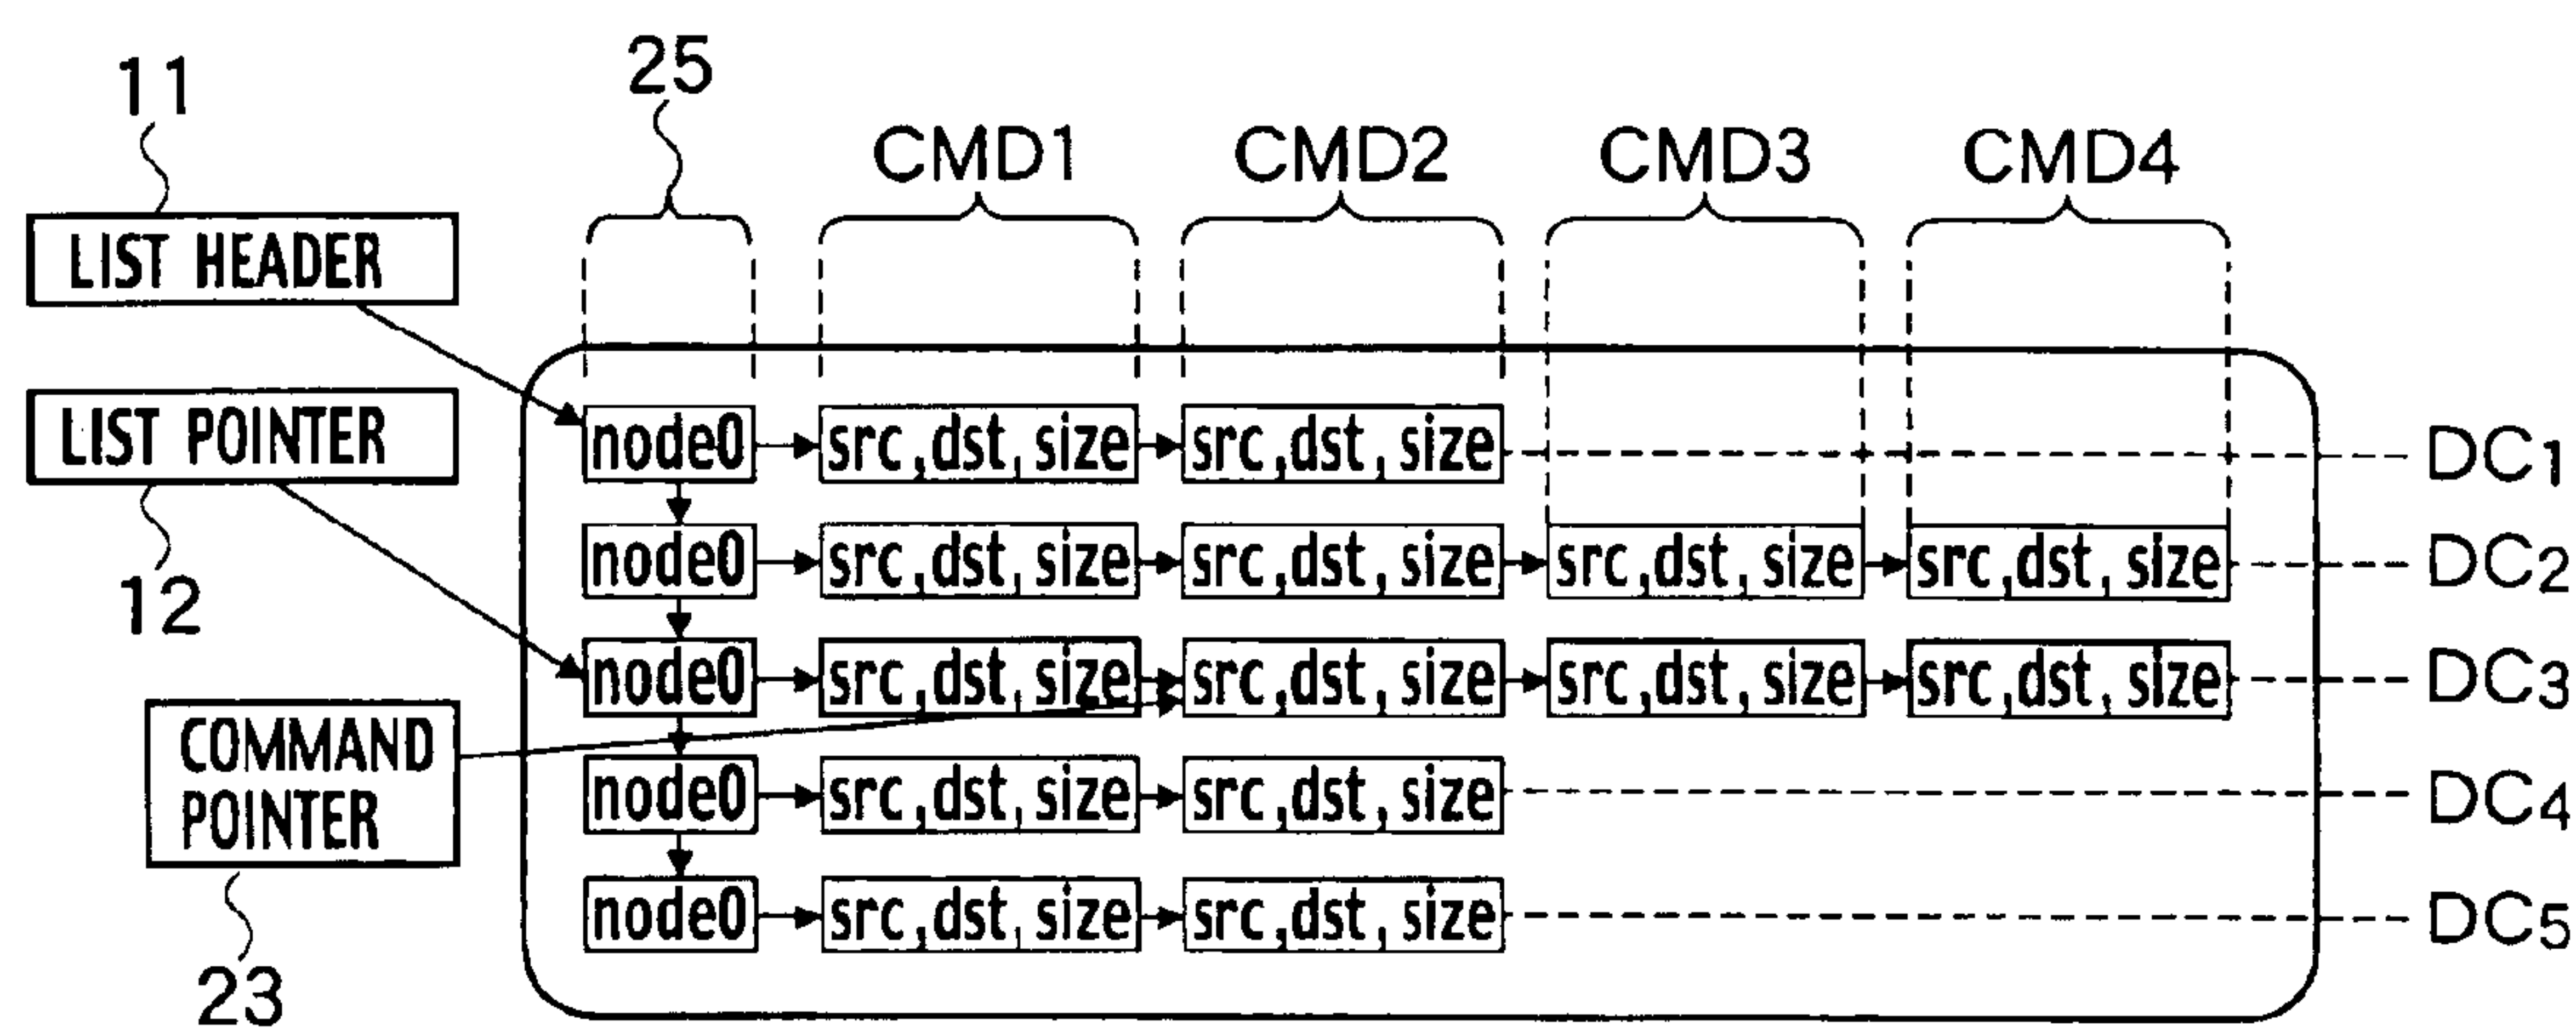 11
25
CMD1 CMD2 CMD3 CMD4
LIST HEADER
LIST POINTER
12
node0 src,dst,size src,dst,size DC1
node0 src,dst,size src,dst,size src,dst,size src,dst,size DC2
node0 src,dst,size src,dst,size src,dst,size src,dst,size DC3
COMMAND
POINTER
23
node0 src,dst,size src,dst,size DC4
node0 src,dst,size src,dst,size DC5